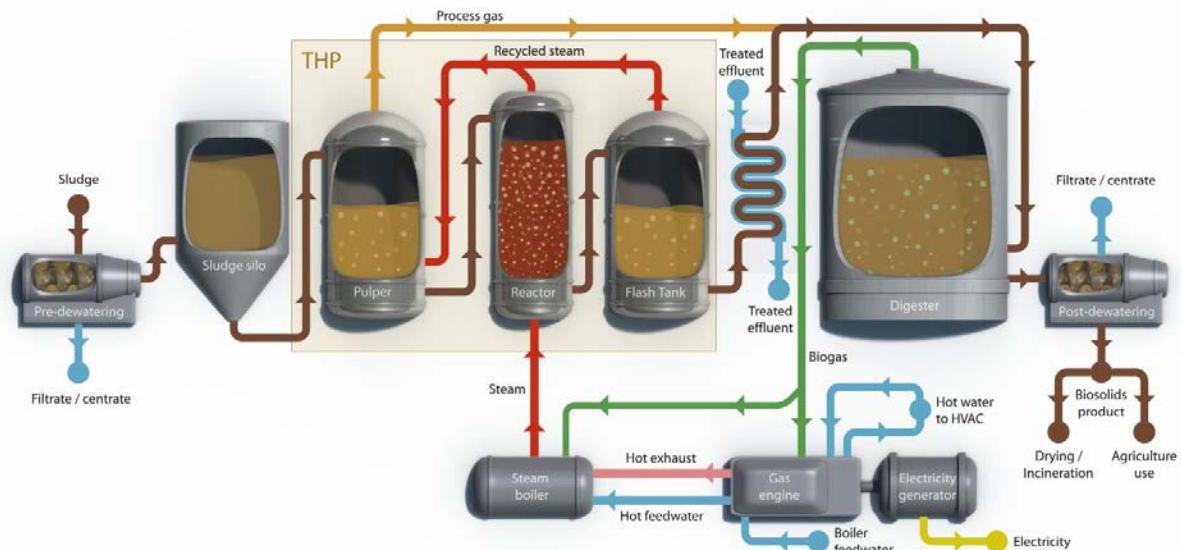 Process gas
THP
Recycled steam
Treated
effluent
Sludge
Filtrate / centrate
Sludge silo
Pulper
Reactor
Flash Tank
Digester
Pre-dewatering
Post-dewatering
Treated
effluent
Filtrate / centrate
Steam
Biogas
Biosolids
product
Hot water
to HVAC
Drying /
Incineration
Agriculture
use
Hot exhaust
Steam
boiler
Gas
engine
Electricity
generator
Hot feedwater
Boiler
feedwater
Electricity